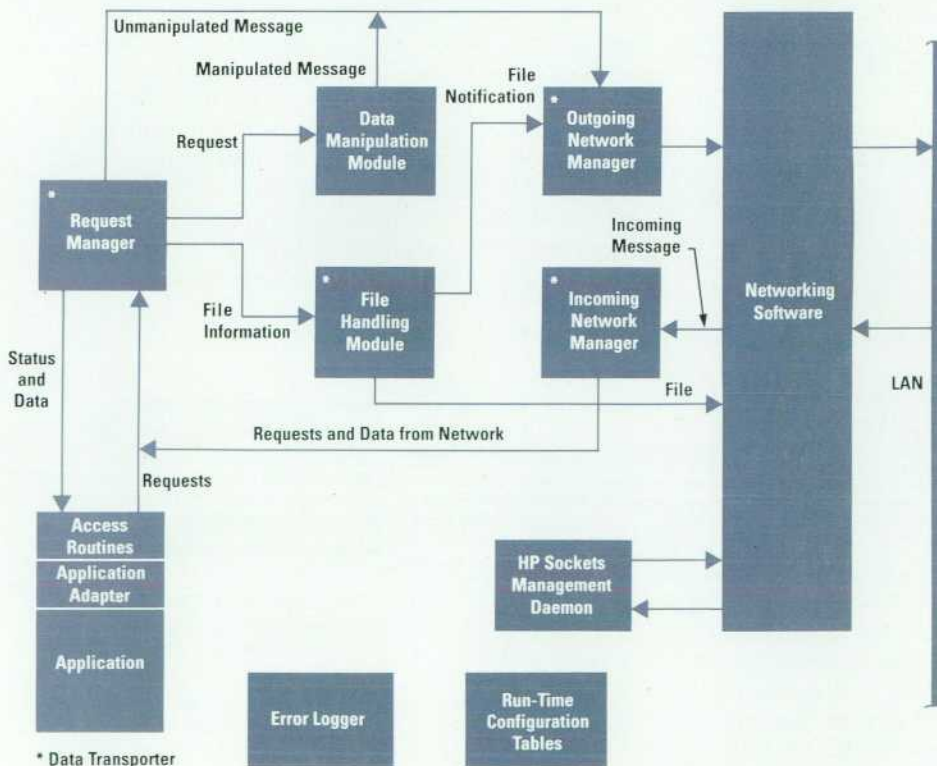 Unmanipulated Message
Manipulated Message
File
Notification
*
Data
Manipulation
Module
*
Outgoing
Network
Manager
Request
*
Request
Manager
Incoming
Message
Networking
Software
*
File
Handling
Module
*
Incoming
Network
Manager
File
Information
Status
and
Data
File
LAN
Requests and Data from Network
Requests
Access
Routines
Application
Adapter
Application
HP Sockets
Management
Daemon
Error Logger
Run-Time
Configuration
Tables
* Data Transporter